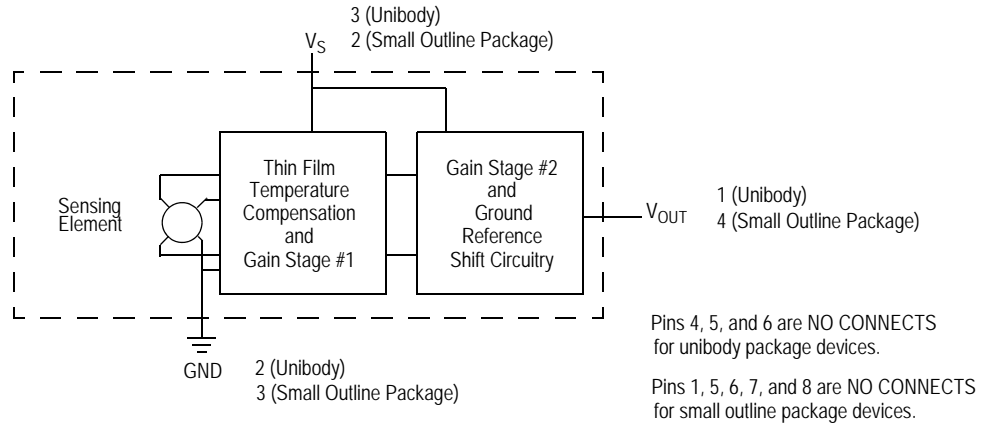 3 (Unibody)
V_S 2 (Small Outline Package)
Sensing
Element
Thin Film
Temperature
Compensation
and
Gain Stage #1
Gain Stage #2
and
Ground
Reference
Shift Circuitry
V_OUT
1 (Unibody)
4 (Small Outline Package)
GND
2 (Unibody)
3 (Small Outline Package)
Pins 4, 5, and 6 are NO CONNECTS
for unibody package devices.
Pins 1, 5, 6, 7, and 8 are NO CONNECTS
for small outline package devices.